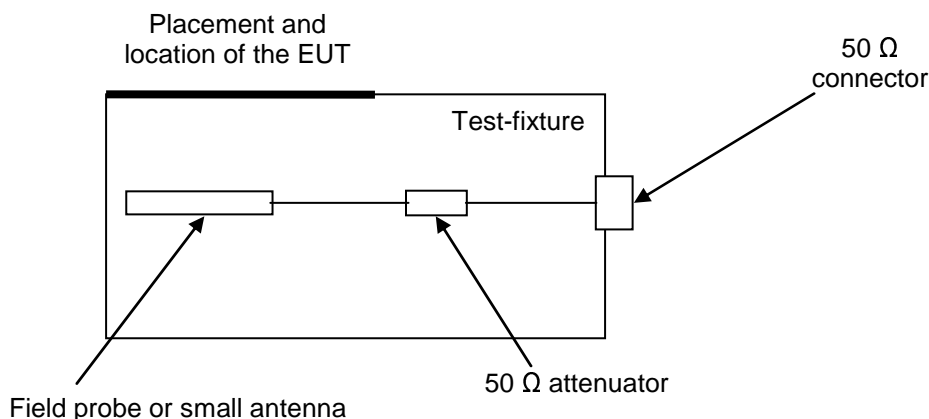 Placement and
location of the EUT
50 Ω
connector
Test-fixture
50 Ω attenuator
Field probe or small antenna